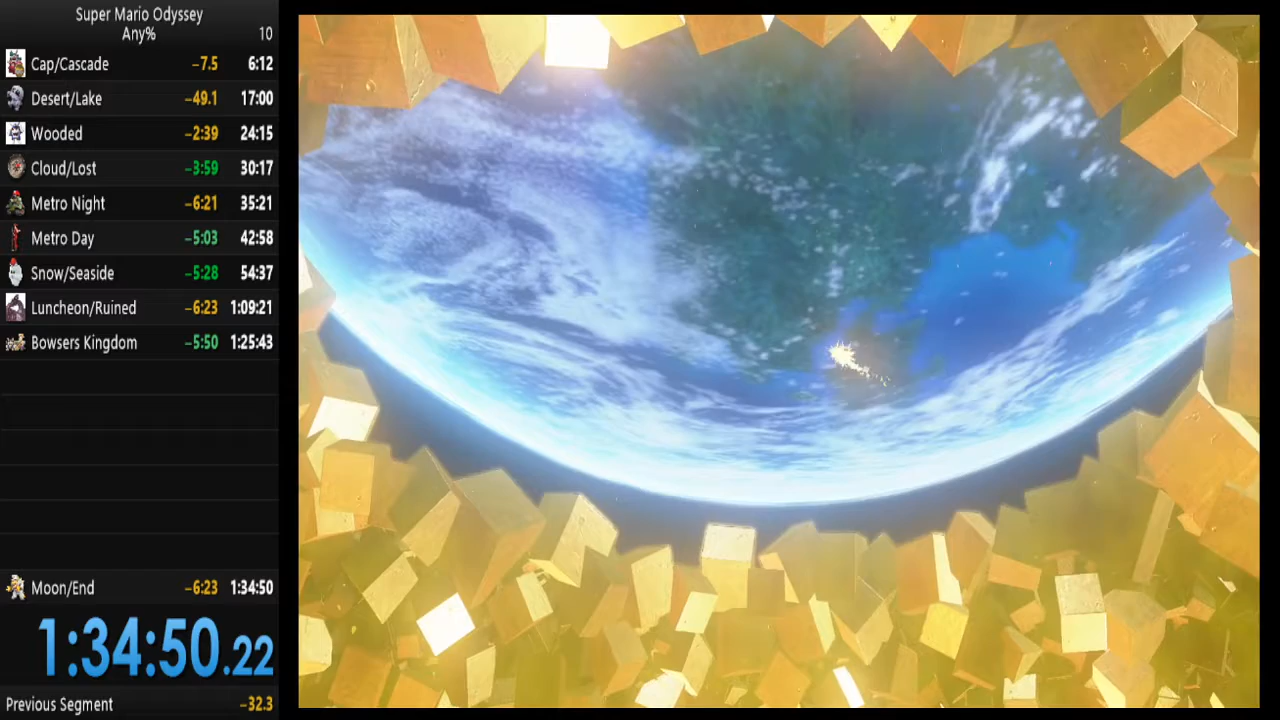 Super Mario Odyssey
Any% 10
Cap/Cascade −7.5 6:12
Desert/Lake −49.1 17:00
Wooded −2:39 24:15
Cloud/Lost −3:59 30:17
Metro Night −6:21 35:21
Metro Day −5:03 42:58
Snow/Seaside −5:28 54:37
Luncheon/Ruined −6:23 1:09:21
Bowsers Kingdom −5:50 1:25:43
Moon/End −6:23 1:34:50
1:34:50.22
Previous Segment −32.3